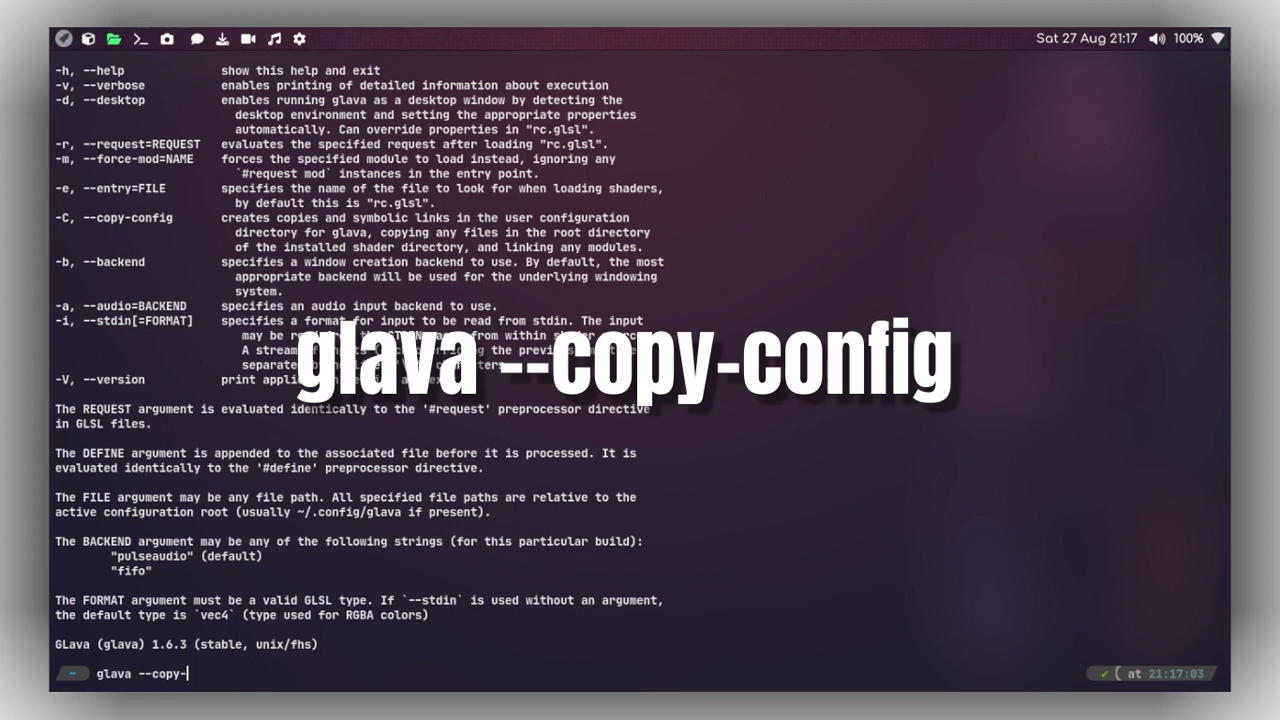 Sat 27 Aug 21:17 100%
-h, --help show this help and exit
-v, --verbose enables printing of detailed information about execution
-d, --desktop enables running glava as a desktop window by detecting the
desktop environment and setting the appropriate properties
automatically. Can override properties in "rc.glsl".
-r, --request=REQUEST evaluates the specified request after loading "rc.glsl".
-m, --force-mod=NAME forces the specified module to load instead, ignoring any
`#request mod` instances in the entry point.
-e, --entry=FILE specifies the name of the file to look for when loading shaders,
by default this is "rc.glsl".
-C, --copy-config creates copies and symbolic links in the user configuration
directory for glava, copying any files in the root directory
of the installed shader directory, and linking any modules.
-b, --backend specifies a window creation backend to use. By default, the most
appropriate backend will be used for the underlying windowing
system.
-a, --audio=BACKEND specifies an audio input backend to use.
-i, --stdin[=FORMAT] specifies a format for input to be read from stdin. The input
may be from within
A stream the
separate
-V, --version print
glava --copy-config
The REQUEST argument is evaluated identically to the '#request' preprocessor directive
in GLSL files.
The DEFINE argument is appended to the associated file before it is processed. It is
evaluated identically to the '#define' preprocessor directive.
The FILE argument may be any file path. All specified file paths are relative to the
active configuration root (usually ~/.config/glava if present).
The BACKEND argument may be any of the following strings (for this particular build):
"pulseaudio" (default)
"fifo"
The FORMAT argument must be a valid GLSL type. If `--stdin` is used without an argument,
the default type is `vec4` (type used for RGBA colors)
GLava (glava) 1.6.3 (stable, unix/fhs)
~ glava --copy- ✔ ( at 21:17:03